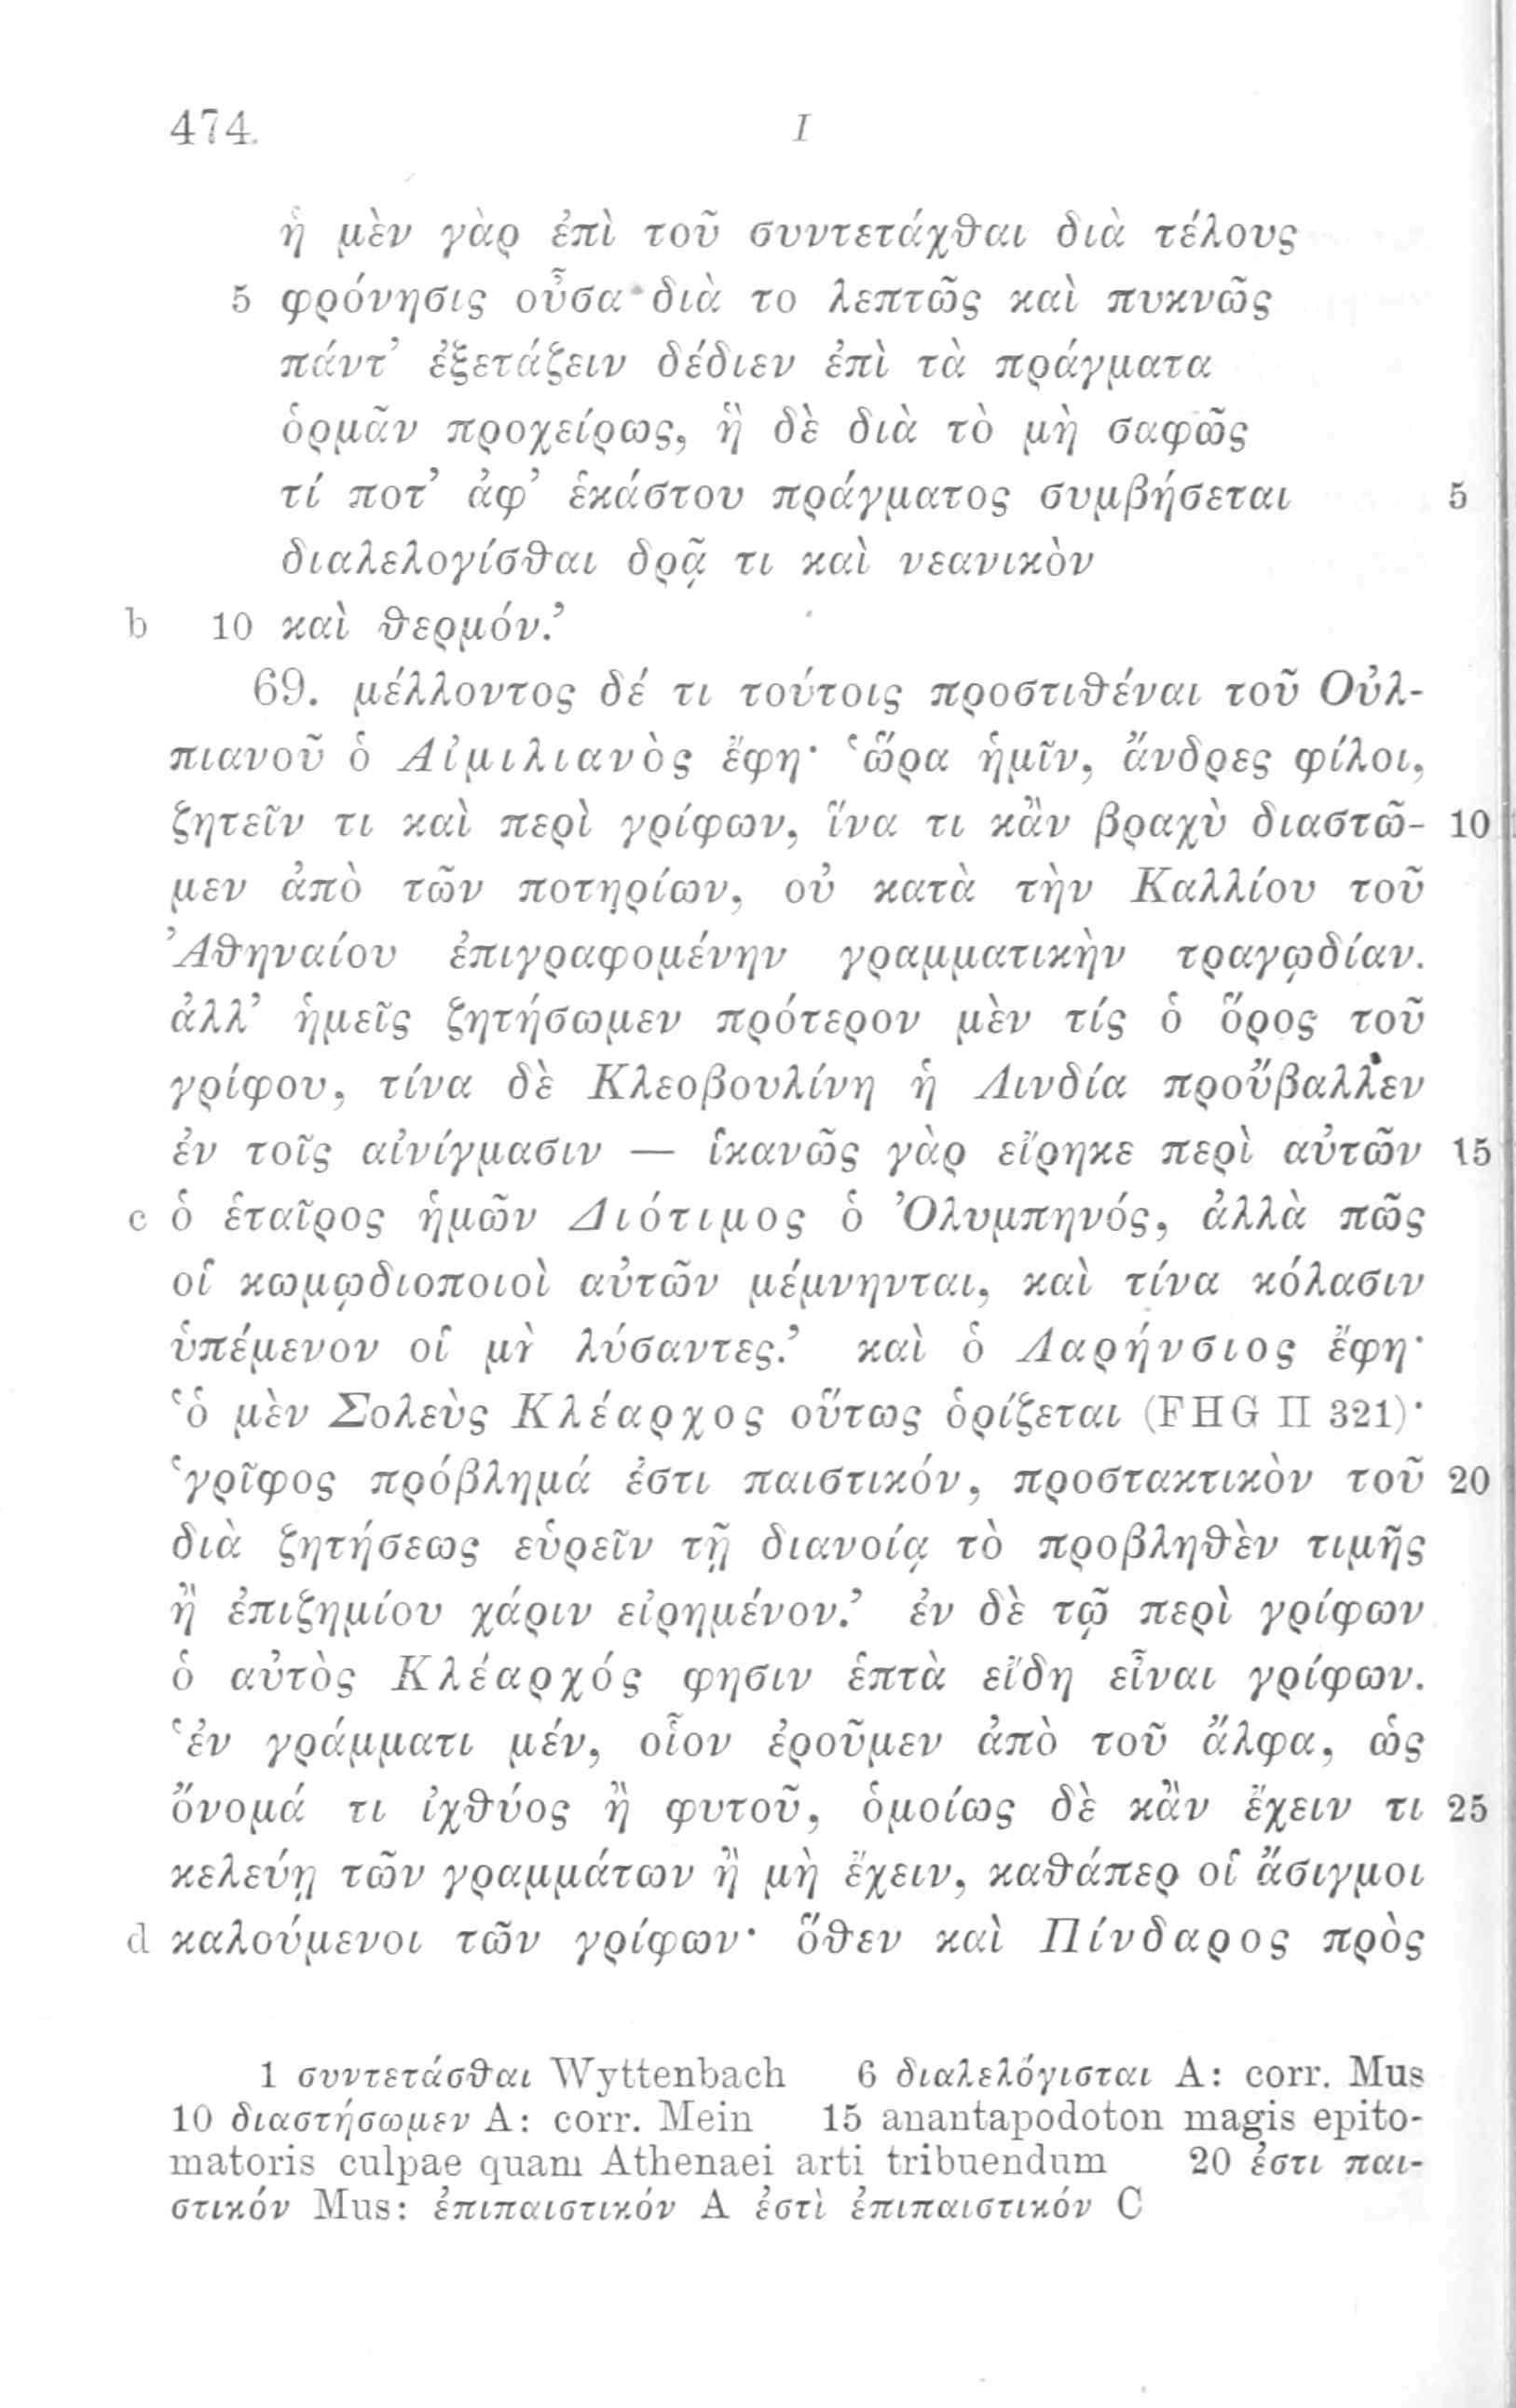 474 I
ἡ μὲν γὰρ ἐπὶ τοῦ συντετάχθαι διὰ τέλους
5 φρόνησις οὖσα διὰ το λεπτῶς καὶ πυκνῶς
πάντ’ ἐξετάζειν δέδιεν ἐπὶ τὰ πράγματα
ὁρμᾶν προχείρως, ἣ δὲ διὰ τὸ μὴ σαφῶς
τί ποτ’ ἀφ’ ἑκάστου πράγματος συμβήσεται 5
διαλελογίσθαι δρᾷ τι καὶ νεανικὸν
b 10 καὶ θερμόν.’
69. μέλλοντος δέ τι τούτοις προστιθέναι τοῦ Οὐλ-
πιανοῦ ὁ Αἰμιλιανὸς ἔφη· ‘ὥρα ἡμῖν, ἄνδρες φίλοι,
ζητεῖν τι καὶ περὶ γρίφων, ἵνα τι κἂν βραχὺ διαστῶ- 10
μεν ἀπὸ τῶν ποτηρίων, οὐ κατὰ τὴν Καλλίου τοῦ
Ἀθηναίου ἐπιγραφομένην γραμματικὴν τραγῳδίαν.
ἀλλ’ ἡμεῖς ζητήσωμεν πρότερον μὲν τίς ὁ ὅρος τοῦ
γρίφου, τίνα δὲ Κλεοβουλίνη ἡ Λινδία προὔβαλλεν
ἐν τοῖς αἰνίγμασιν — ἱκανῶς γὰρ εἴρηκε περὶ αὐτῶν 15
c ὁ ἑταῖρος ἡμῶν Διότιμος ὁ Ὀλυμπηνός, ἀλλὰ πῶς
οἱ κωμῳδιοποιοὶ αὐτῶν μέμνηνται, καὶ τίνα κόλασιν
ὑπέμενον οἱ μὴ λύσαντες.’ καὶ ὁ Λαρήνσιος ἔφη·
‘ὁ μὲν Σολεὺς Κλέαρχος οὕτως ὁρίζεται (FHG II 321)·
‘γρῖφος πρόβλημά ἐστι παιστικόν, προστακτικὸν τοῦ 20
διὰ ζητήσεως εὑρεῖν τῇ διανοίᾳ τὸ προβληθὲν τιμῆς
ἢ ἐπιζημίου χάριν εἰρημένον.’ ἐν δὲ τῷ περὶ γρίφων
ὁ αὐτὸς Κλέαρχός φησιν ἑπτὰ εἴδη εἶναι γρίφων.
‘ἐν γράμματι μέν, οἷον ἐροῦμεν ἀπὸ τοῦ ἄλφα, ὡς
ὄνομά τι ἰχθύος ἢ φυτοῦ, ὁμοίως δὲ κἂν ἔχειν τι 25
κελεύῃ τῶν γραμμάτων ἢ μὴ ἔχειν, καθάπερ οἱ ἄσιγμοι
d καλούμενοι τῶν γρίφων· ὅθεν καὶ Πίνδαρος πρὸς
1 συντετάσθαι Wyttenbach 6 διαλελόγισται A: corr. Mus
10 διαστήσωμεν A: corr. Mein 15 anantapodoton magis epito-
matoris culpae quam Athenaei arti tribuendum 20 ἐστι παι-
στικόν Mus: ἐπιπαιστικόν A ἐστὶ ἐπιπαιστικόν C